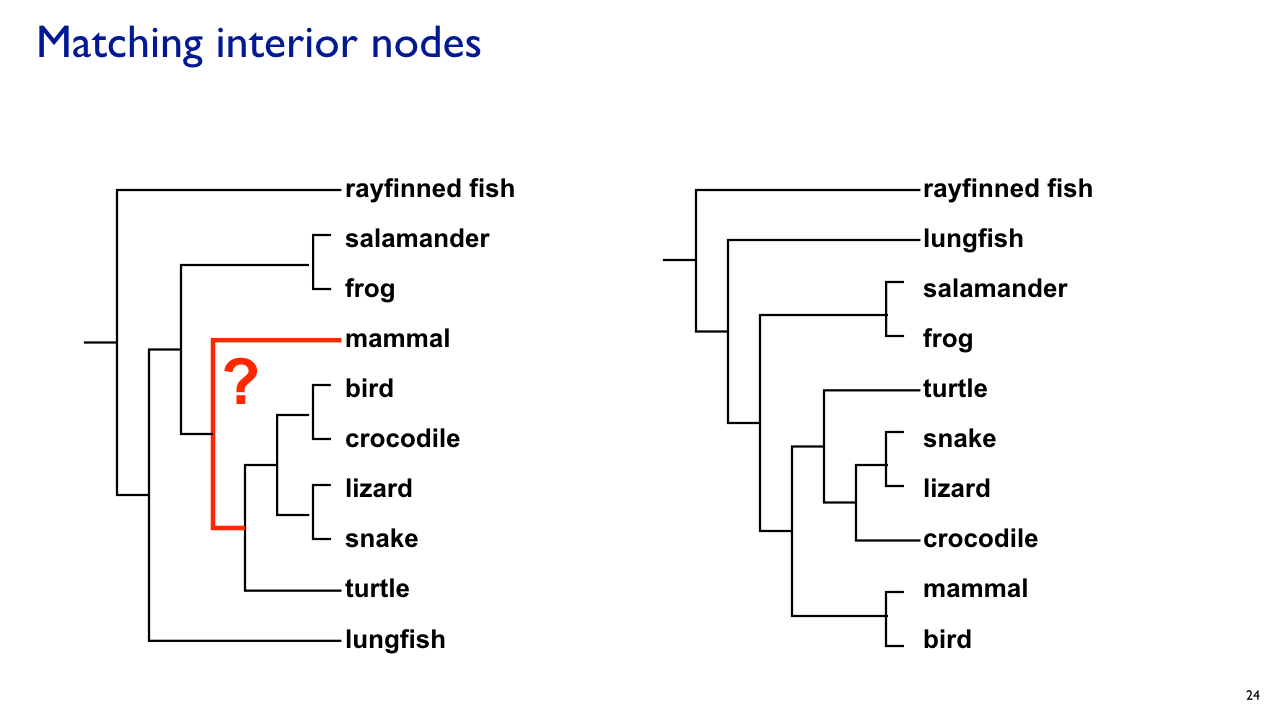 Matching interior nodes
rayfinned fish
salamander
frog
mammal
?
bird
crocodile
lizard
snake
turtle
lungfish
rayfinned fish
lungfish
salamander
frog
turtle
snake
lizard
crocodile
mammal
bird
24